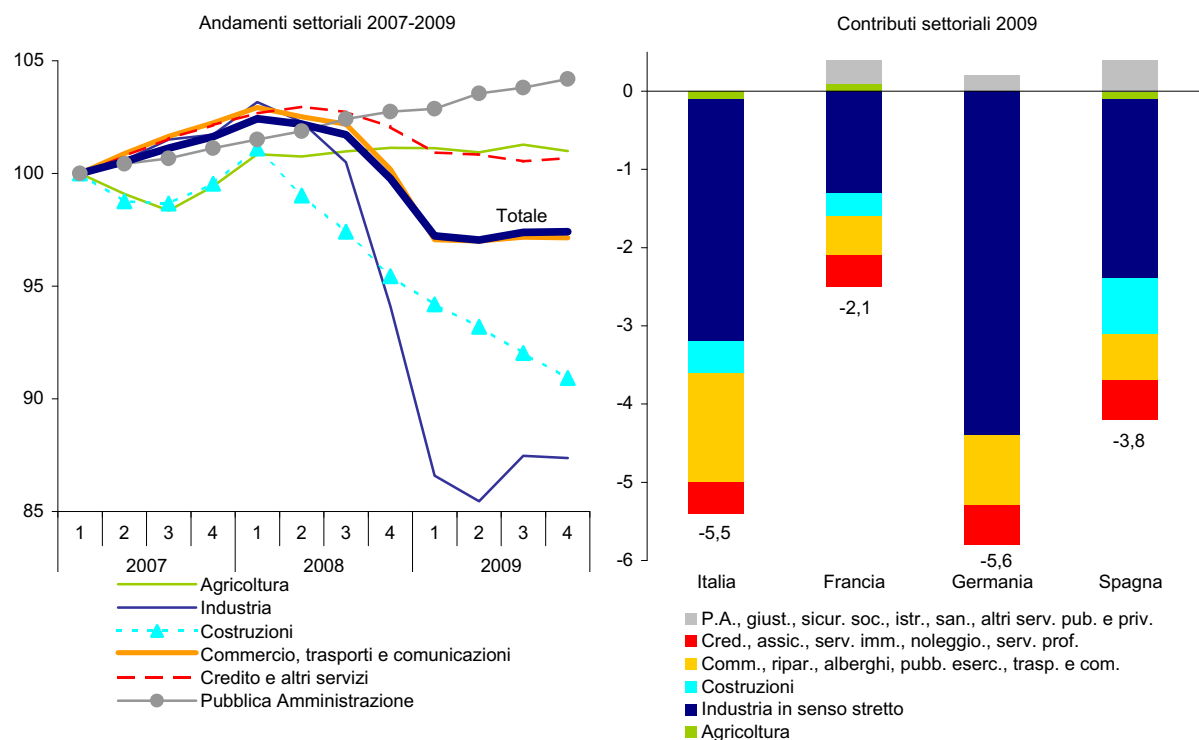 Andamenti settoriali 2007-2009
105
100
95
90
85
Totale
1 2 3 4 1 2 3 4 1 2 3 4
2007 2008 2009
Agricoltura
Industria
Costruzioni
Commercio, trasporti e comunicazioni
Credito e altri servizi
Pubblica Amministrazione
Contributi settoriali 2009
0
-1
-2
-3
-4
-5
-6
-5,5
-2,1
-5,6
-3,8
Italia Francia Germania Spagna
P.A., giust., sicur. soc., istr., san., altri serv. pub. e priv.
Cred., assic., serv. imm., noleggio., serv. prof.
Comm., ripar., alberghi, pubb. eserc., trasp. e com.
Costruzioni
Industria in senso stretto
Agricoltura